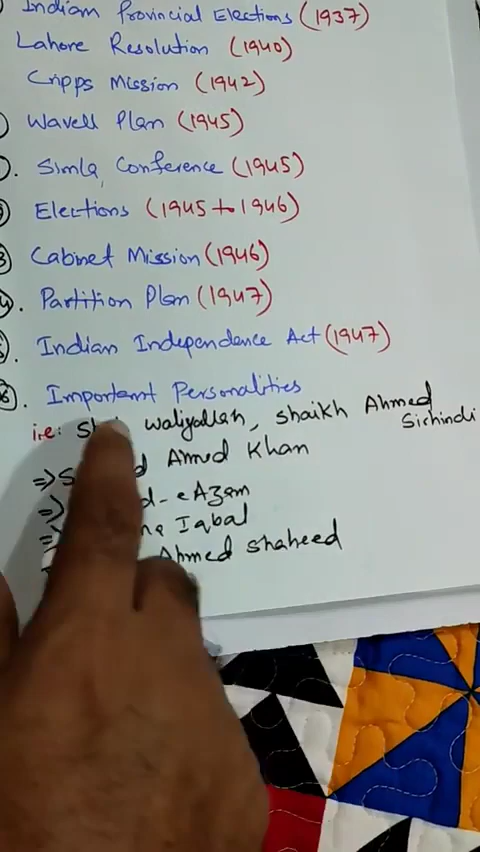 Indian Provincial Elections (1937)
Lahore Resolution (1940)
Cripps Mission (1942)
Wavell Plan (1945)
Simla Conference (1945)
Elections (1945 to 1946)
Cabinet Mission (1946)
Partition Plan (1947)
Indian Independence Act (1947)
Important Personalities
i.e: waliyallah, Shaikh Ahmed Sirhindi
=> Ahmed Khan
=> d-e Azam
=> Iqbal
Ahmed Shaheed